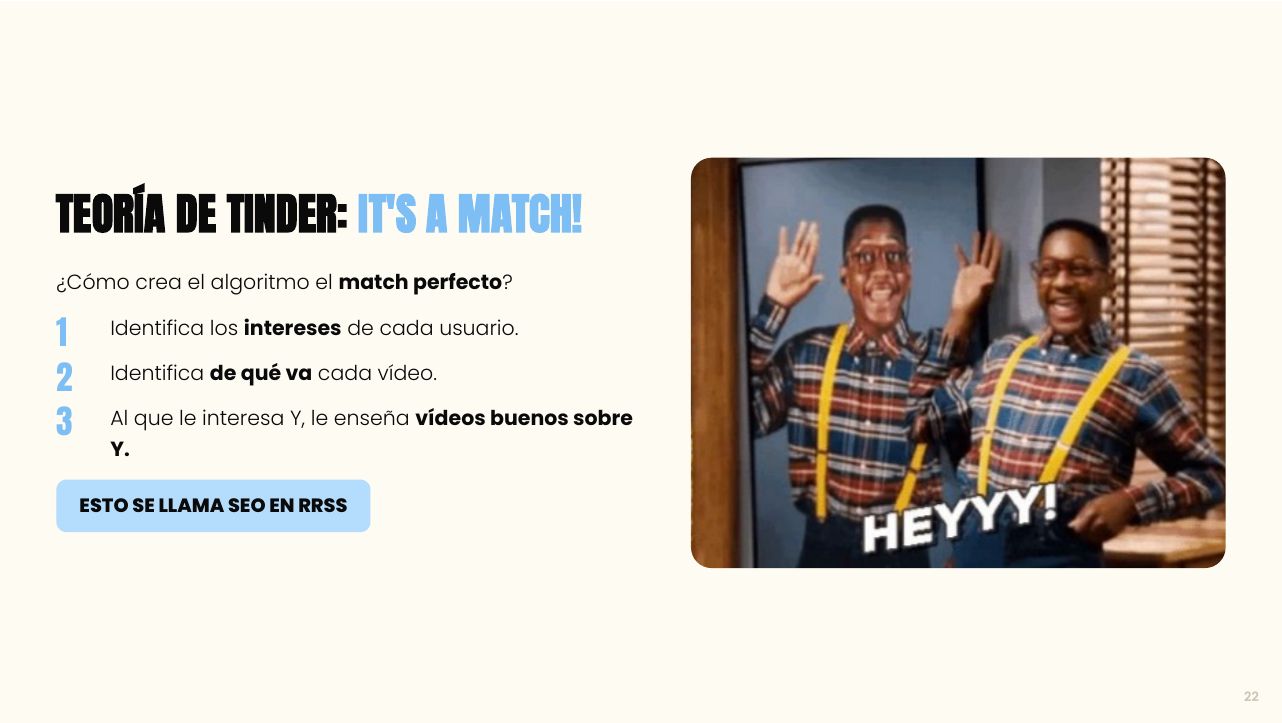 TEORÍA DE TINDER: IT'S A MATCH!
¿Cómo crea el algoritmo el match perfecto?
1 Identifica los intereses de cada usuario.
2 Identifica de qué va cada vídeo.
3 Al que le interesa Y, le enseña vídeos buenos sobre
Y.
ESTO SE LLAMA SEO EN RRSS
HEYYY!
22